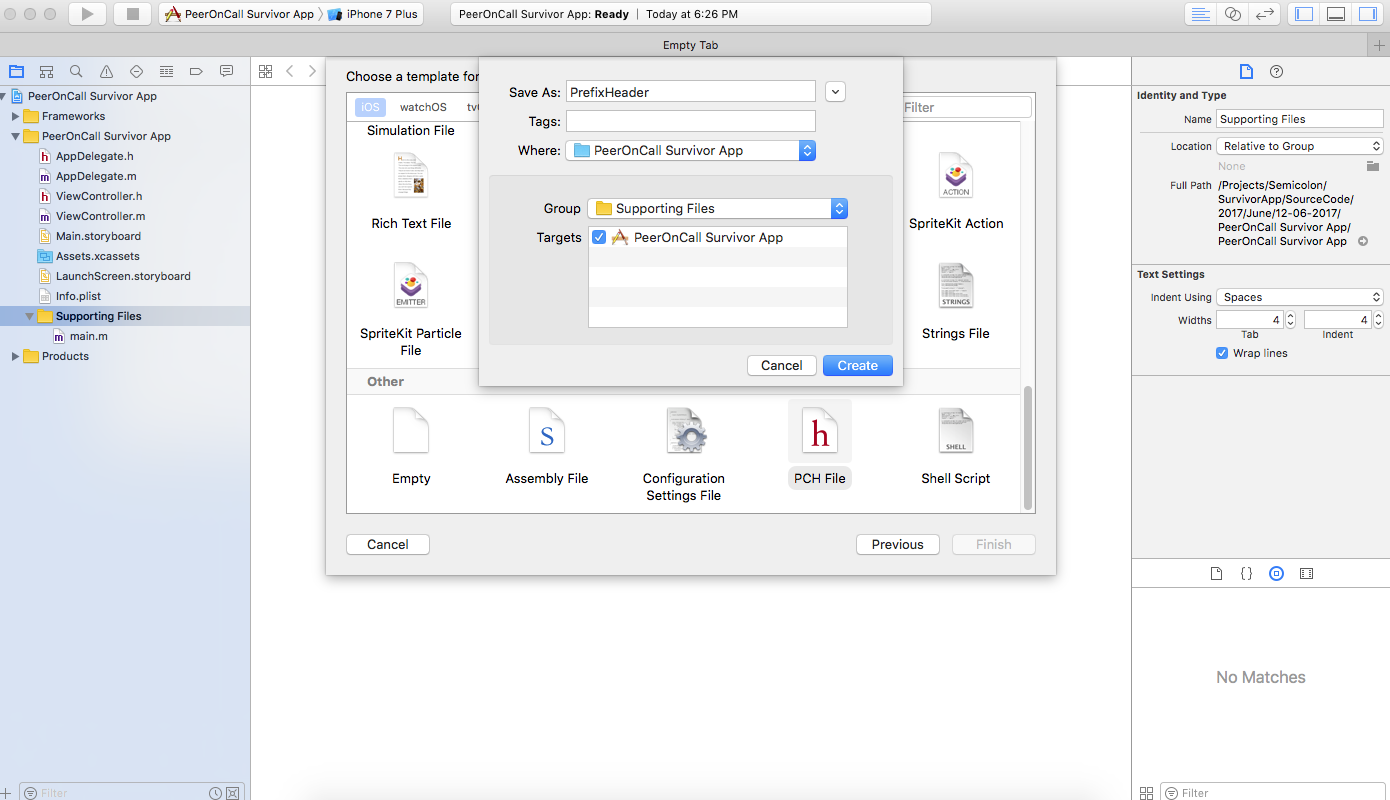 PeerOnCall Survivor App
iPhone 7 Plus
PeerOnCall Survivor App: Ready | Today at 6:26 PM
Empty Tab
PeerOnCall Survivor App
Frameworks
PeerOnCall Survivor App
AppDelegate.h
AppDelegate.m
ViewController.h
ViewController.m
Main.storyboard
Assets.xcassets
LaunchScreen.storyboard
Info.plist
Supporting Files
main.m
Products
Filter
Choose a template for
iOS
watchOS
Filter
Simulation File
Rich Text File
SpriteKit Action
ACTION
SpriteKit Particle
File
EMITTER
Strings File
STRINGS
Other
Empty
Assembly File
Configuration
Settings File
PCH File
Shell Script
SHELL
Cancel
Previous
Finish
Save As:
PrefixHeader
Tags:
Where:
PeerOnCall Survivor App
Group
Supporting Files
Targets
PeerOnCall Survivor App
Cancel
Create
Identity and Type
Name
Supporting Files
Location
Relative to Group
None
Full Path
/Projects/Semicolon/
SurvivorApp/SourceCode/
2017/June/12-06-2017/
PeerOnCall Survivor App/
PeerOnCall Survivor App
Text Settings
Indent Using
Spaces
Widths
4
4
Tab
Indent
Wrap lines
No Matches
Filter